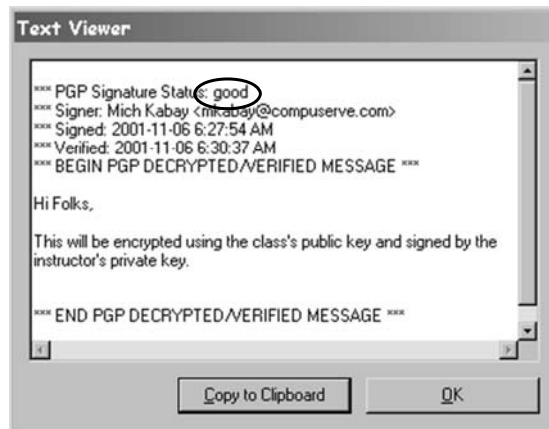 Text Viewer
*** PGP Signature Status: good
*** Signer: Mich Kabay <mkabay@compuserve.com>
*** Signed: 2001-11-06 6:27:54 AM
*** Verified: 2001-11-06 6:30:37 AM
*** BEGIN PGP DECRYPTED/VERIFIED MESSAGE ***
Hi Folks,
This will be encrypted using the class's public key and signed by the
instructor's private key.
*** END PGP DECRYPTED/VERIFIED MESSAGE ***
Copy to Clipboard OK